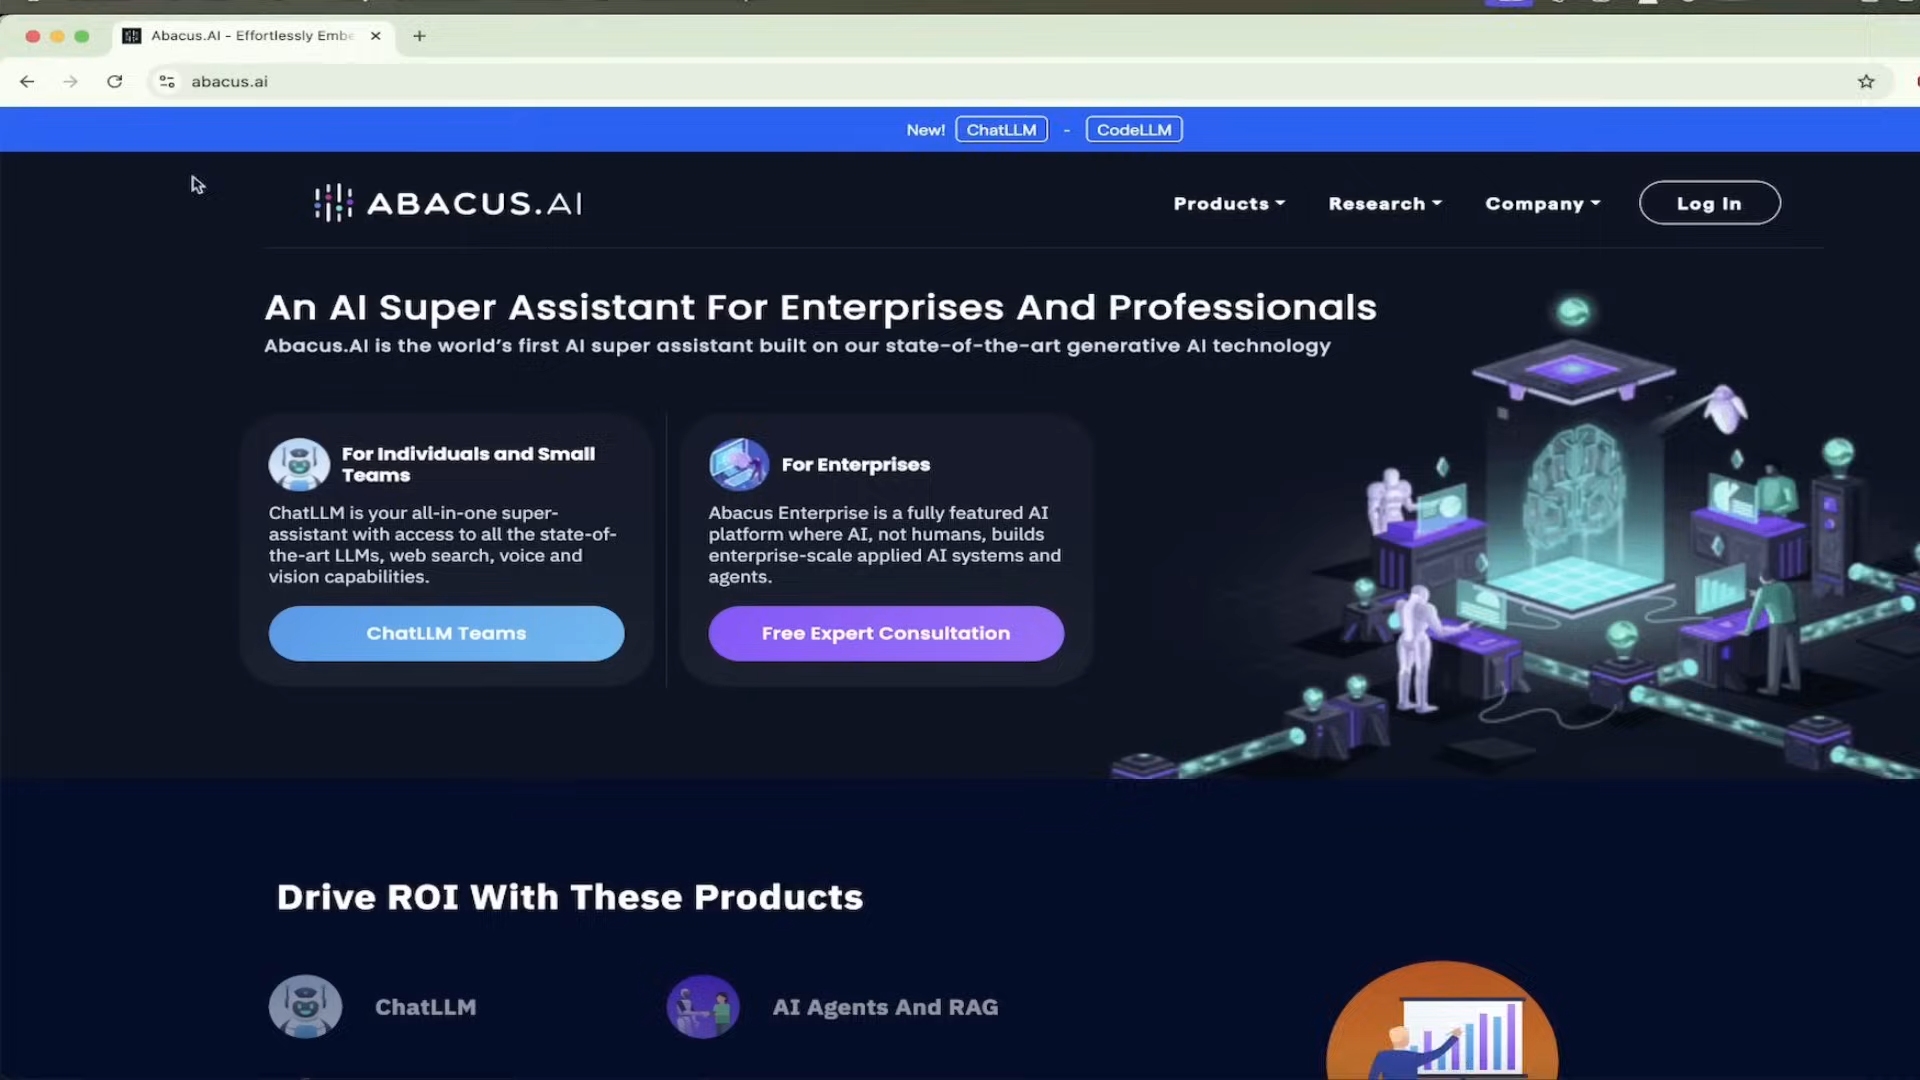 Abacus.AI - Effortlessly Embe
abacus.ai
New! ChatLLM - CodeLLM
ABACUS.AI
Products Research Company Log In
An AI Super Assistant For Enterprises And Professionals
Abacus.AI is the world's first AI super assistant built on our state-of-the-art generative AI technology
For Individuals and Small
Teams
ChatLLM is your all-in-one super-
assistant with access to all the state-of-
the-art LLMs, web search, voice and
vision capabilities.
ChatLLM Teams
For Enterprises
Abacus Enterprise is a fully featured AI
platform where AI, not humans, builds
enterprise-scale applied AI systems and
agents.
Free Expert Consultation
Drive ROI With These Products
ChatLLM
AI Agents And RAG